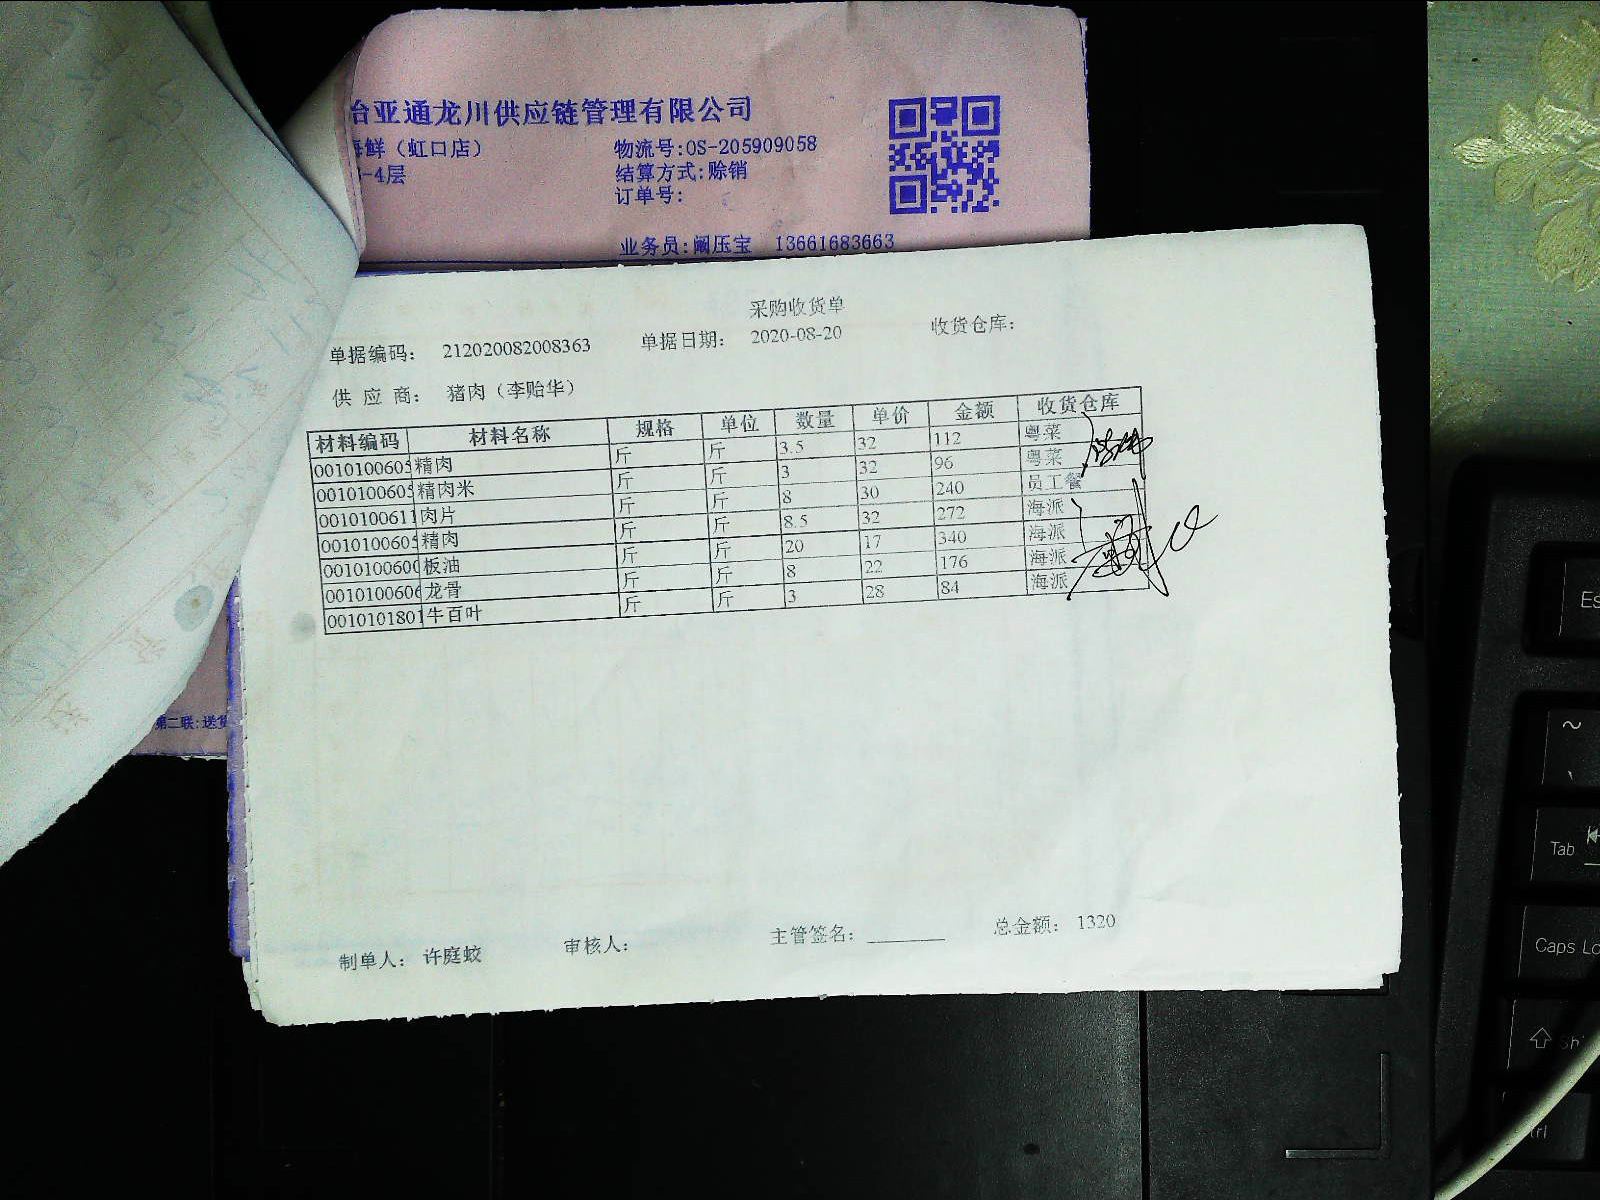 台亚通龙川供应链管理有限公司
海鲜（虹口店） 物流号:OS-205909058
-4层 结算方式:赊销
订单号:
业务员:阚压宝 13661683663
采购收货单
单据编码： 212020082008363 单据日期： 2020-08-20 收货仓库：
供 应 商： 猪肉（李贻华）
材料编码 材料名称 规格 单位 数量 单价 金额 收货仓库
0010100605 精肉 斤 斤 3.5 32 112 粤菜
0010100605 精肉米 斤 斤 3 32 96 粤菜
0010100611 肉片 斤 斤 8 30 240 员工餐
0010100605 精肉 斤 斤 8.5 32 272 海派
0010100600 板油 斤 斤 20 17 340 海派
0010100606 龙骨 斤 斤 8 22 176 海派
0010101801 牛百叶 斤 斤 3 28 84 海派
第二联:送货
制单人： 许庭蛟 审核人： 主管签名： 总金额： 1320
Es
~
Tab
Caps Lo
Sh
trl